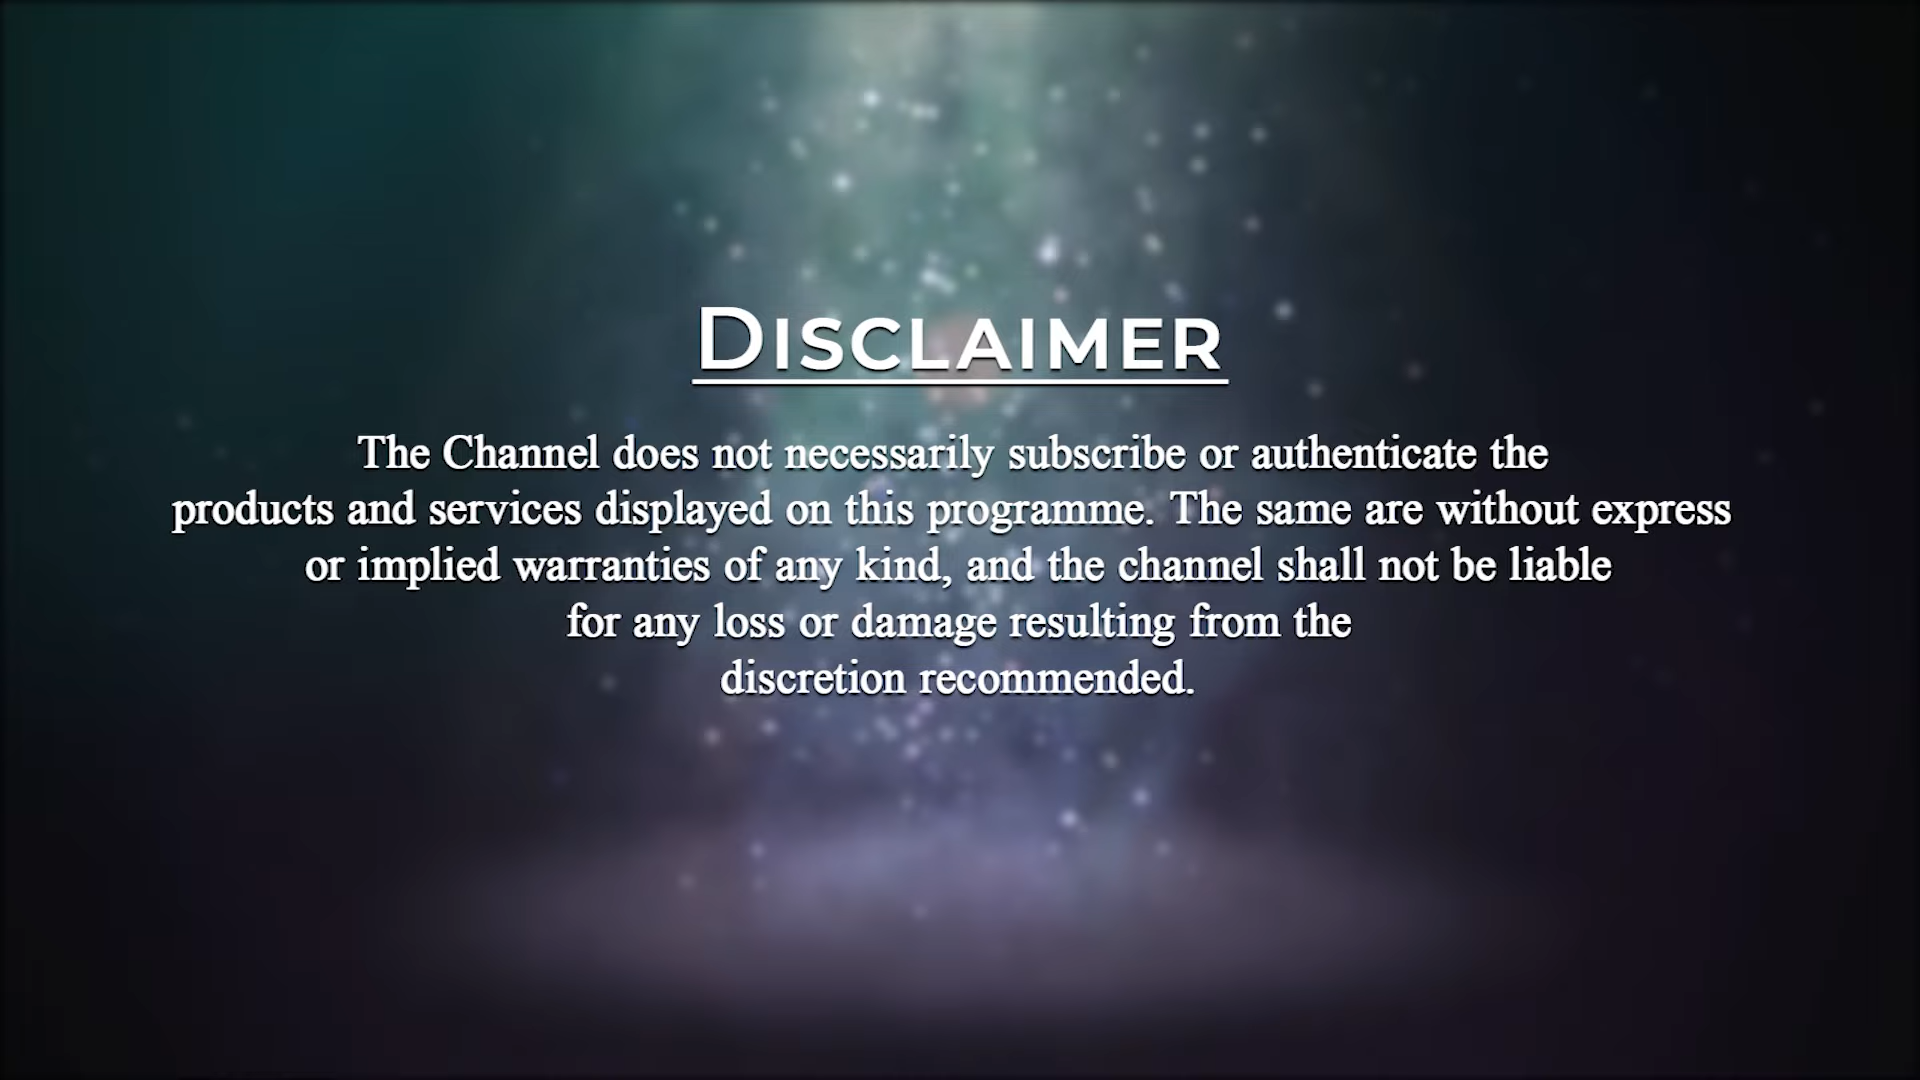 DISCLAIMER
The Channel does not necessarily subscribe or authenticate the
products and services displayed on this programme. The same are without express
or implied warranties of any kind, and the channel shall not be liable
for any loss or damage resulting from the
discretion recommended.